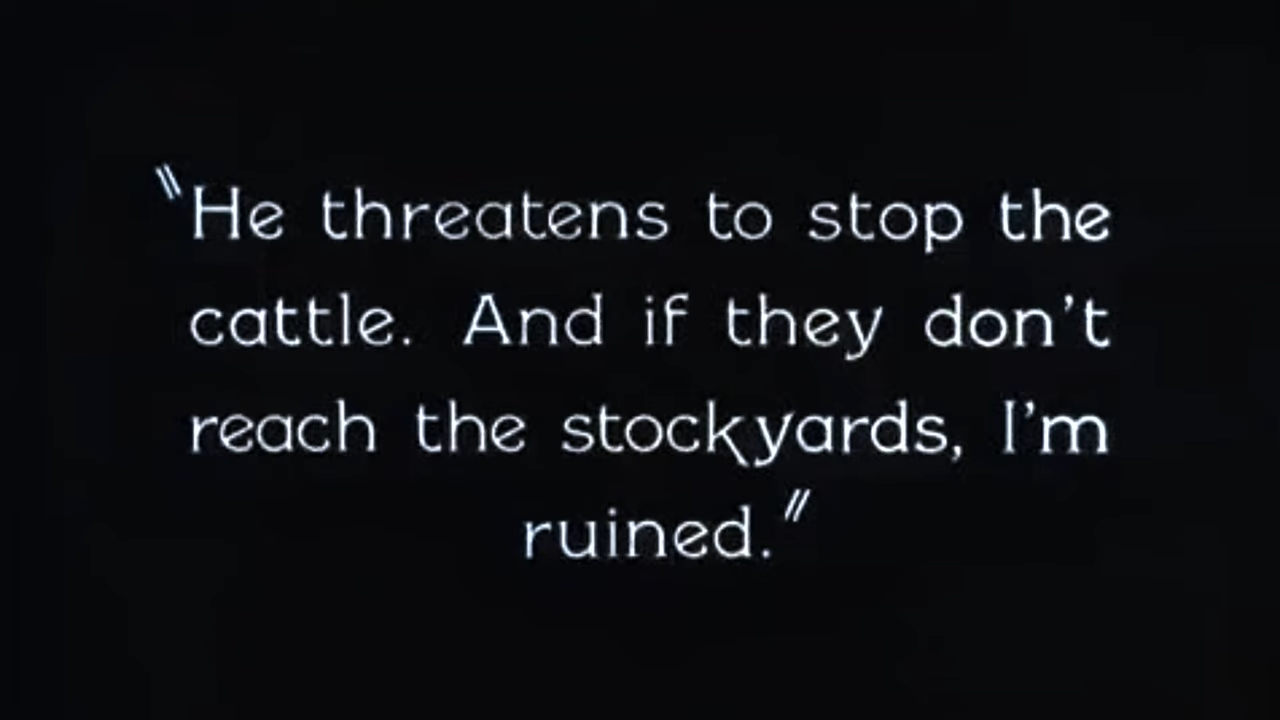 "He threatens to stop the
cattle. And if they don't
reach the stockyards, I'm
ruined."